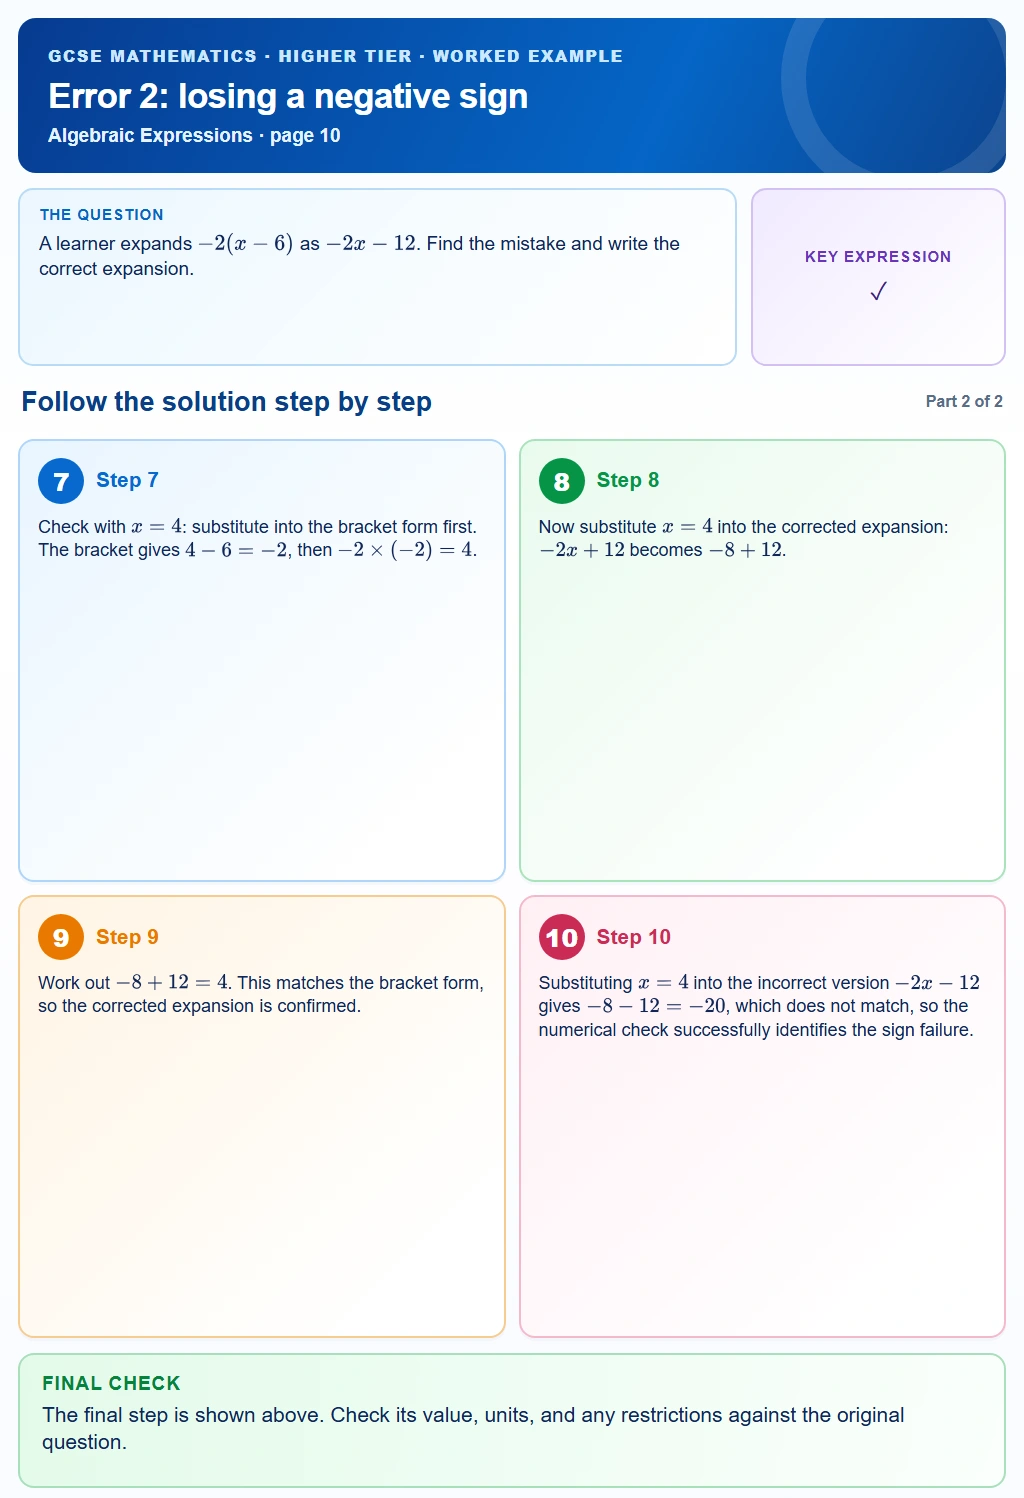 GCSE MATHEMATICS · HIGHER TIER · WORKED EXAMPLE
Error 2: losing a negative sign
Algebraic Expressions · page 10
THE QUESTION
A learner expands −2(x − 6) as −2x − 12. Find the mistake and write the
correct expansion.
KEY EXPRESSION
✓
Follow the solution step by step
Part 2 of 2
7 Step 7
Check with x = 4: substitute into the bracket form first.
The bracket gives 4 − 6 = −2, then −2 × (−2) = 4.
8 Step 8
Now substitute x = 4 into the corrected expansion:
−2x + 12 becomes −8 + 12.
9 Step 9
Work out −8 + 12 = 4. This matches the bracket form,
so the corrected expansion is confirmed.
10 Step 10
Substituting x = 4 into the incorrect version −2x − 12
gives −8 − 12 = −20, which does not match, so the
numerical check successfully identifies the sign failure.
FINAL CHECK
The final step is shown above. Check its value, units, and any restrictions against the original
question.